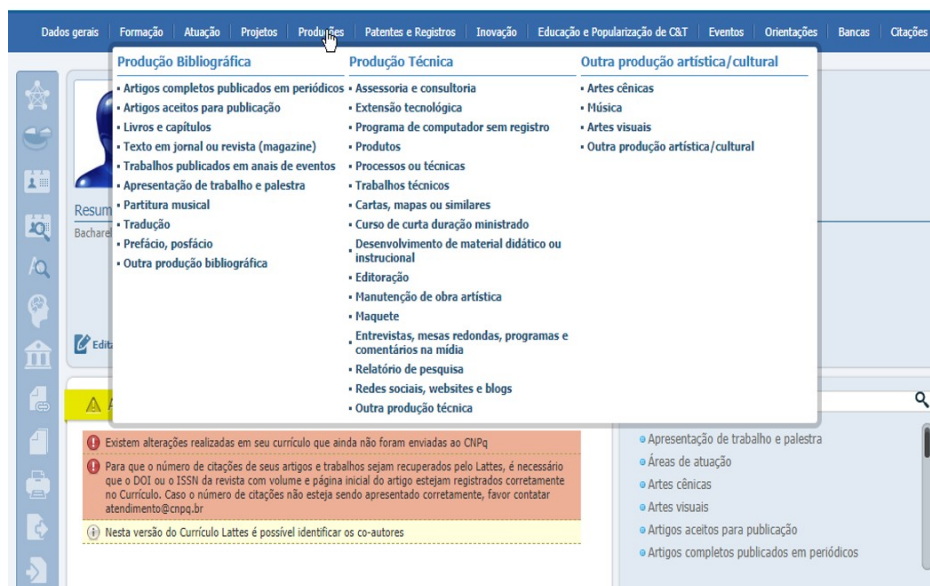 Dados gerais Formação Atuação Projetos Produções Patentes e Registros Inovação Educação e Popularização de C&T Eventos Orientações Bancas Citações
Produção Bibliográfica
Artigos completos publicados em periódicos
Artigos aceitos para publicação
Livros e capítulos
Texto em jornal ou revista (magazine)
Trabalhos publicados em anais de eventos
Apresentação de trabalho e palestra
Partitura musical
Tradução
Prefácio, posfácio
Outra produção bibliográfica
Produção Técnica
Assessoria e consultoria
Extensão tecnológica
Programa de computador sem registro
Produtos
Processos ou técnicas
Trabalhos técnicos
Cartas, mapas ou similares
Curso de curta duração ministrado
Desenvolvimento de material didático ou
instrucional
Editoração
Manutenção de obra artística
Maquete
Entrevistas, mesas redondas, programas e
comentários na mídia
Relatório de pesquisa
Redes sociais, websites e blogs
Outra produção técnica
Outra produção artística/cultural
Artes cênicas
Música
Artes visuais
Outra produção artística/cultural
Resum
Bachare
Edita
Existem alterações realizadas em seu currículo que ainda não foram enviadas ao CNPq
Para que o número de citações de seus artigos e trabalhos sejam recuperados pelo Lattes, é necessário
que o DOI ou o ISSN da revista com volume e página inicial do artigo estejam registrados corretamente
no Currículo. Caso o número de citações não esteja sendo apresentado corretamente, favor contatar
atendimento@cnpq.br
Nesta versão do Currículo Lattes é possível identificar os co-autores
Apresentação de trabalho e palestra
Áreas de atuação
Artes cênicas
Artes visuais
Artigos aceitos para publicação
Artigos completos publicados em periódicos